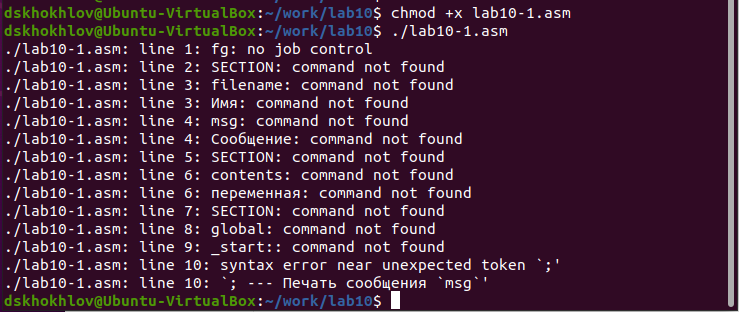 dskhokhlov@Ubuntu-VirtualBox:~/work/lab10$ chmod +x lab10-1.asm
dskhokhlov@Ubuntu-VirtualBox:~/work/lab10$ ./lab10-1.asm
./lab10-1.asm: line 1: fg: no job control
./lab10-1.asm: line 2: SECTION: command not found
./lab10-1.asm: line 3: filename: command not found
./lab10-1.asm: line 3: Имя: command not found
./lab10-1.asm: line 4: msg: command not found
./lab10-1.asm: line 4: Сообщение: command not found
./lab10-1.asm: line 5: SECTION: command not found
./lab10-1.asm: line 6: contents: command not found
./lab10-1.asm: line 6: переменная: command not found
./lab10-1.asm: line 7: SECTION: command not found
./lab10-1.asm: line 8: global: command not found
./lab10-1.asm: line 9: _start:: command not found
./lab10-1.asm: line 10: syntax error near unexpected token `;'
./lab10-1.asm: line 10: `; --- Печать сообщения `msg`'
dskhokhlov@Ubuntu-VirtualBox:~/work/lab10$